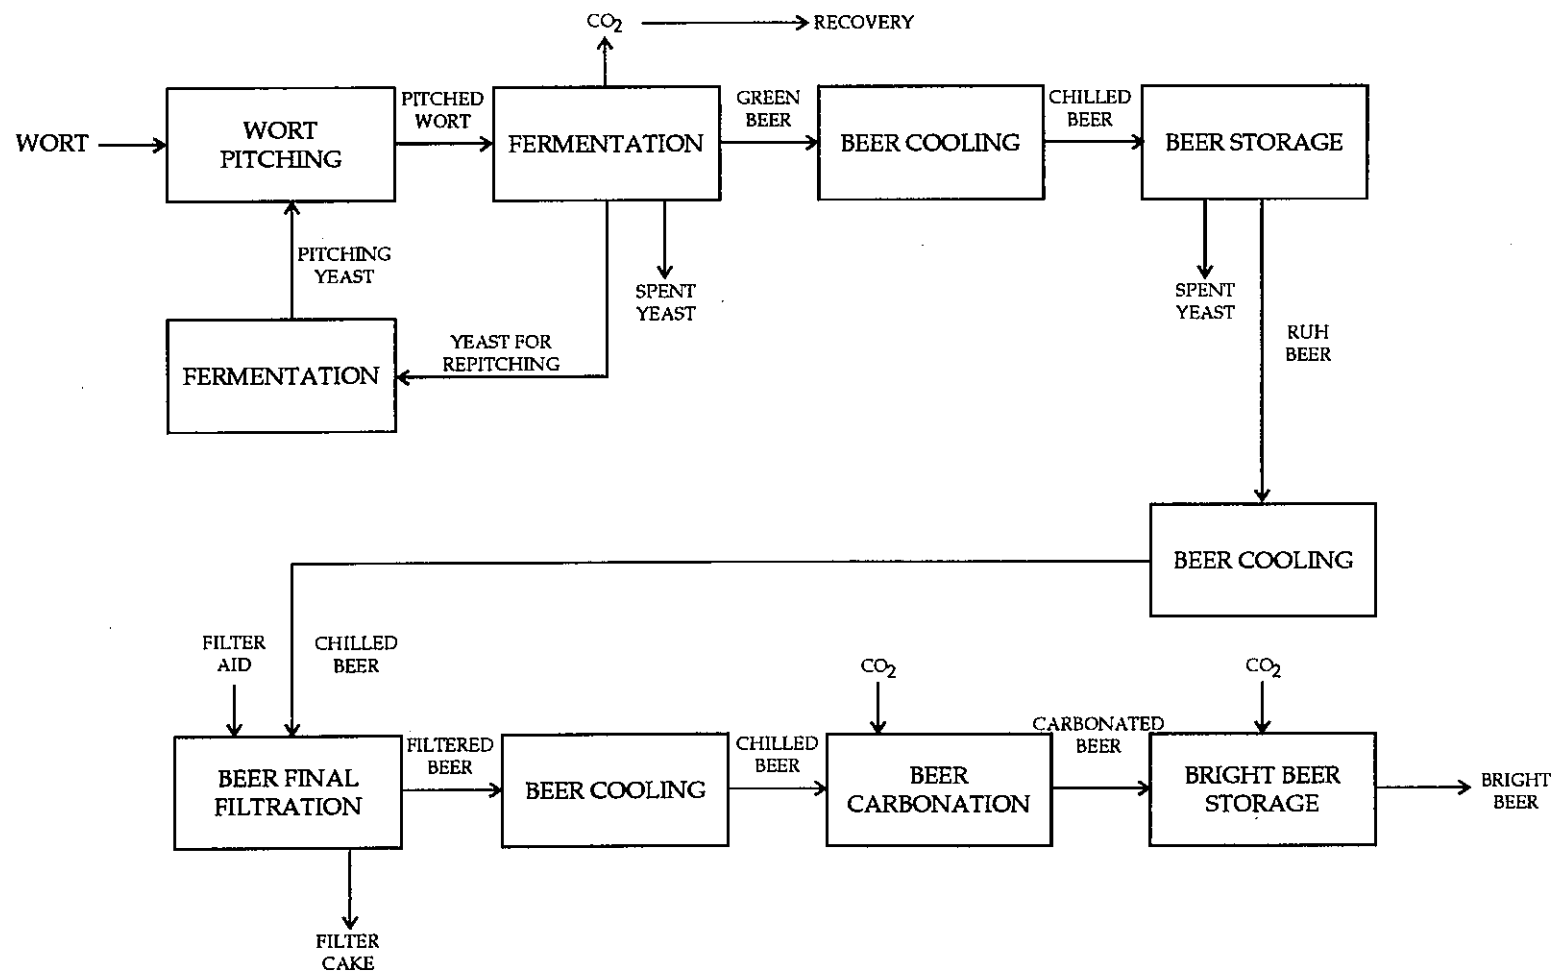 CO2
RECOVERY
WORT
WORT
PITCHING
PITCHED
WORT
FERMENTATION
GREEN
BEER
BEER COOLING
CHILLED
BEER
BEER STORAGE
PITCHING
YEAST
SPENT
YEAST
SPENT
YEAST
FERMENTATION
YEAST FOR
REPITCHING
RUH
BEER
BEER COOLING
FILTER
AID
CHILLED
BEER
CO2
CO2
BEER FINAL
FILTRATION
FILTERED
BEER
BEER COOLING
CHILLED
BEER
BEER
CARBONATION
CARBONATED
BEER
BRIGHT BEER
STORAGE
BRIGHT
BEER
FILTER
CAKE